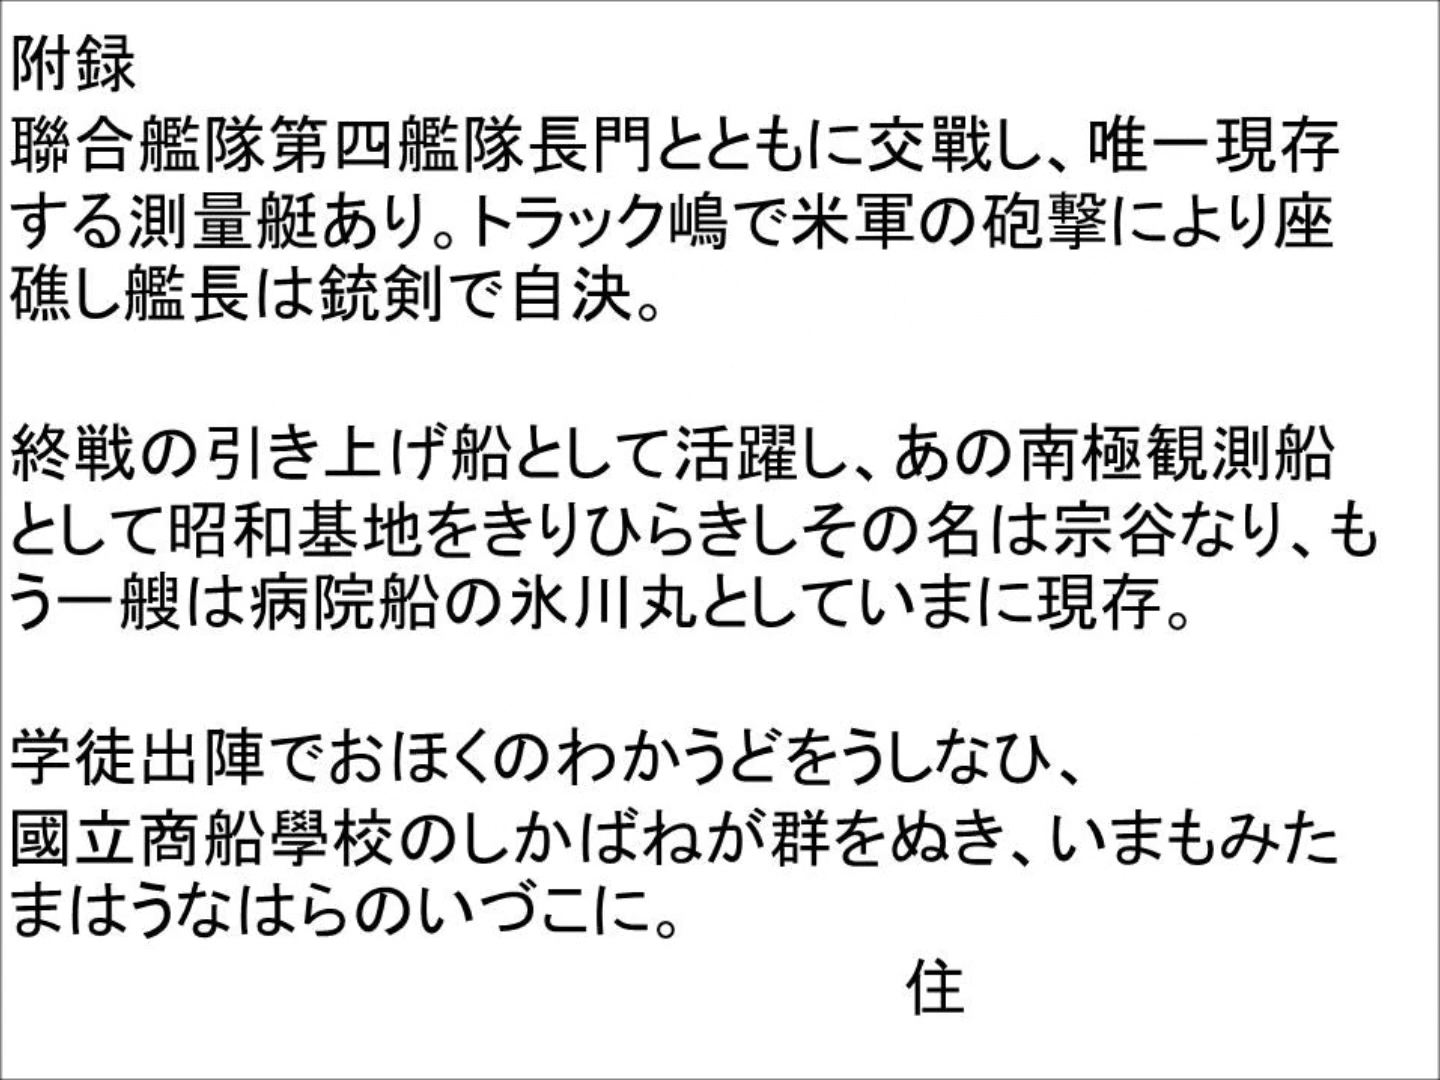 附録
聯合艦隊第四艦隊長門とともに交戰し、唯一現存
する測量艇あり。トラック嶋で米軍の砲撃により座
礁し艦長は銃剣で自決。
終戦の引き上げ船として活躍し、あの南極観測船
として昭和基地をきりひらきしその名は宗谷なり、も
う一艘は病院船の氷川丸としていまに現存。
学徒出陣でおほくのわかうどをうしなひ、
國立商船學校のしかばねが群をぬき、いまもみた
まはうなはらのいづこに。
住